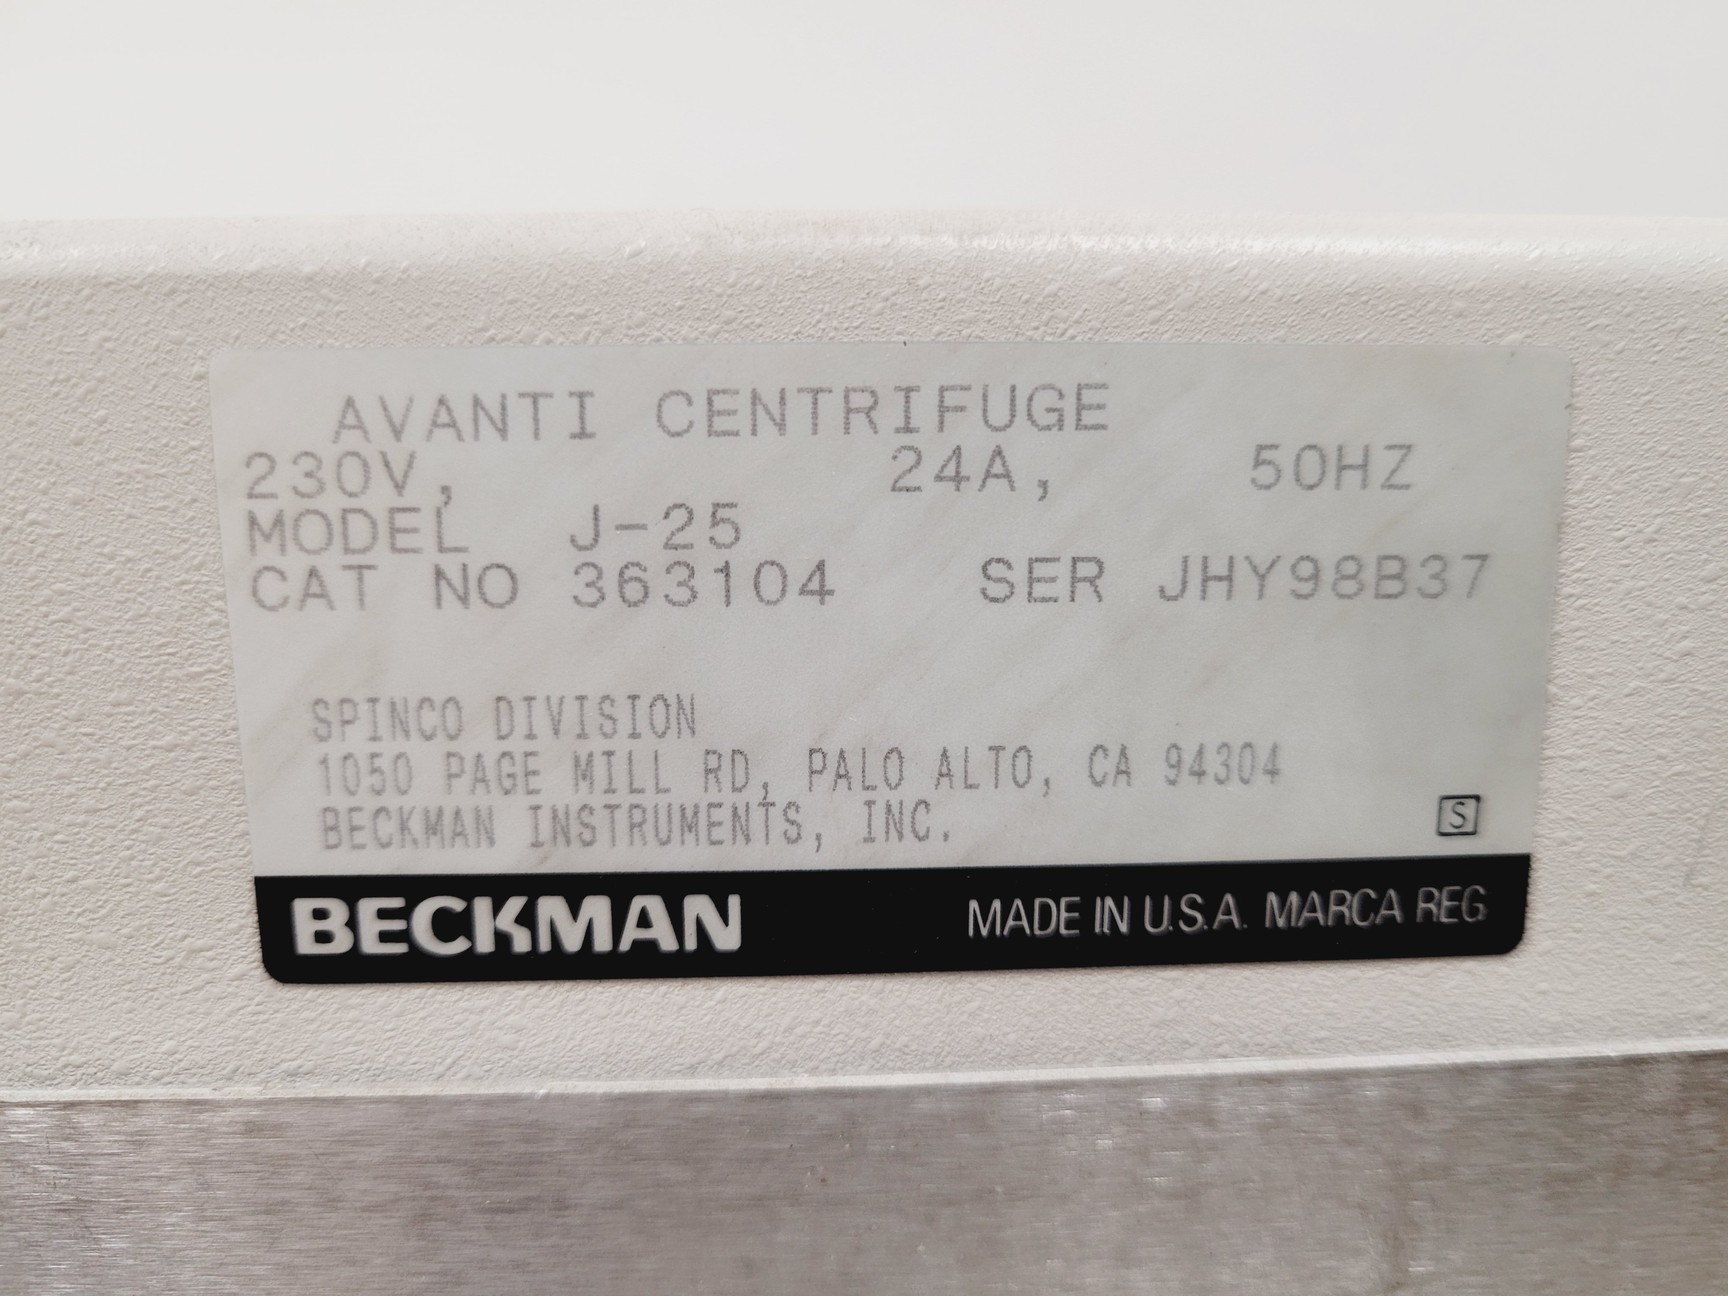 AVANTI CENTRIFUGE
230V, 24A, 50HZ
MODEL J-25
CAT NO 363104 SER JHY98B37
SPINCO DIVISION
1050 PAGE MILL RD, PALO ALTO, CA 94304
BECKMAN INSTRUMENTS, INC.
S
BECKMAN MADE IN U.S.A. MARCA REG